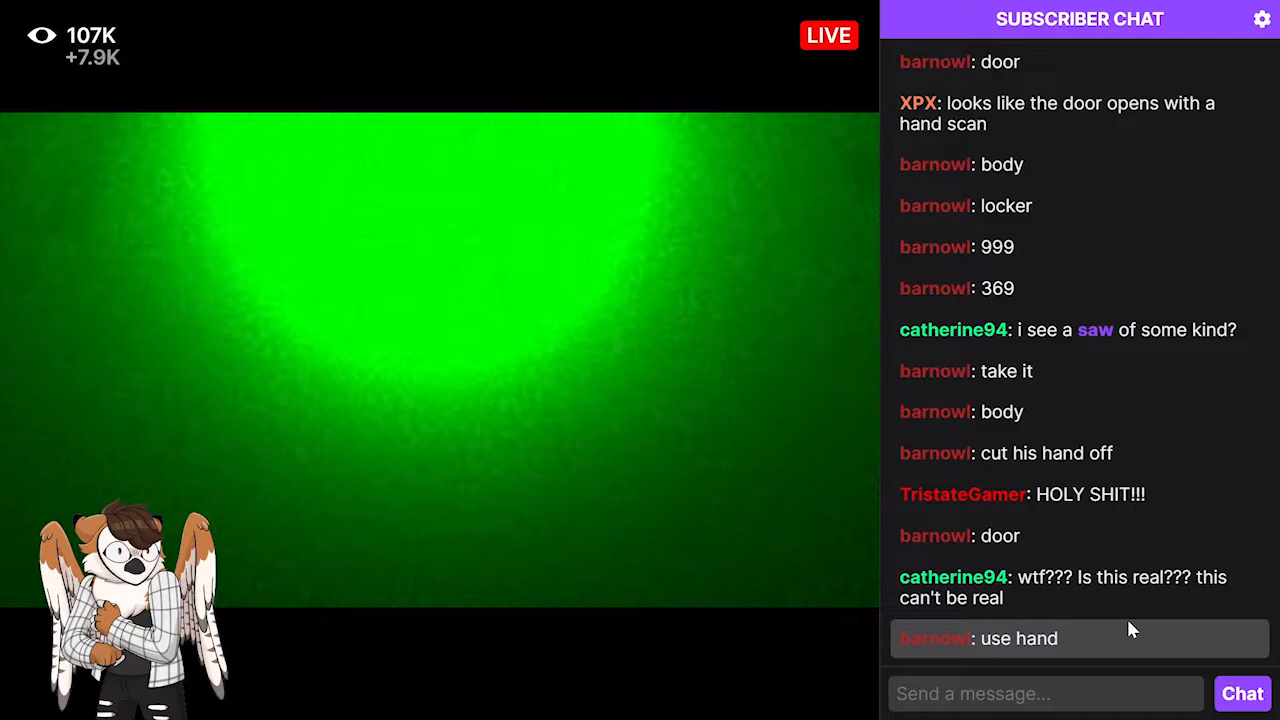 107K
+7.9K
LIVE
SUBSCRIBER CHAT
barnowl: door
XPX: looks like the door opens with a
hand scan
barnowl: body
barnowl: locker
barnowl: 999
barnowl: 369
catherine94: i see a saw of some kind?
barnowl: take it
barnowl: body
barnowl: cut his hand off
TristateGamer: HOLY SHIT!!!
barnowl: door
catherine94: wtf??? Is this real??? this
can't be real
barnowl: use hand
Send a message...
Chat